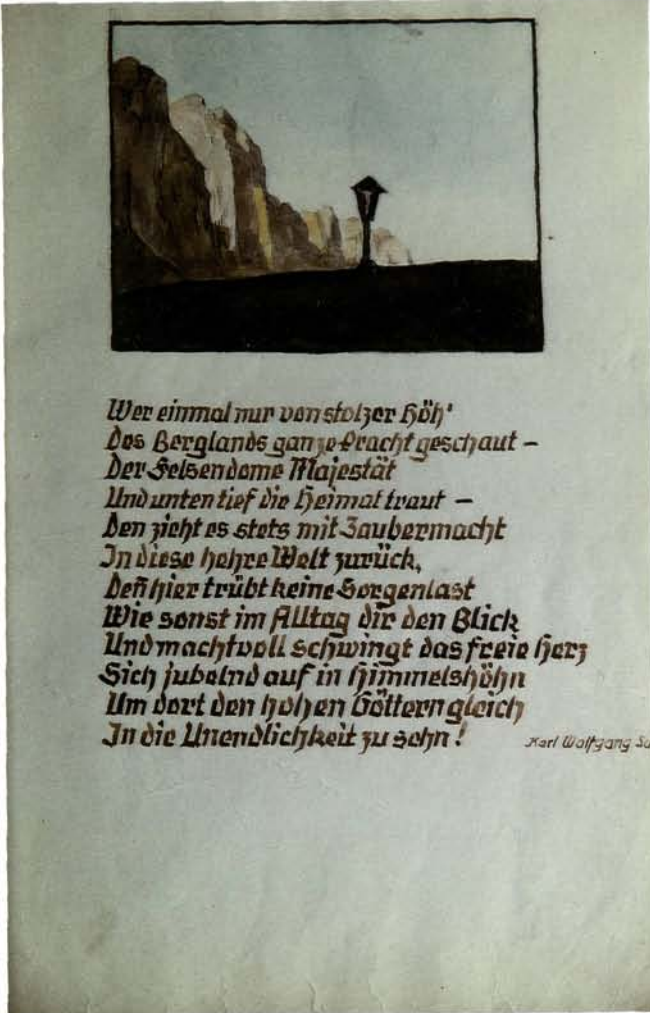 Wer einmal nur von stolzer Höh'
Des Berglands ganze Pracht geschaut –
Der Felsendome Majestät
Und unten tief die Heimat traut –
Den zieht es stets mit Zaubermacht
In diese hehre Welt zurück,
Den̄ hier trübt keine Sorgenlast
Wie sonst im Alltag dir den Blick
Und machtvoll schwingt das freie Herz
Sich jubelnd auf in Himmelshöhn
Um dort den hohen Göttern gleich
In die Unendlichkeit zu sehn!
Karl Wolfgang